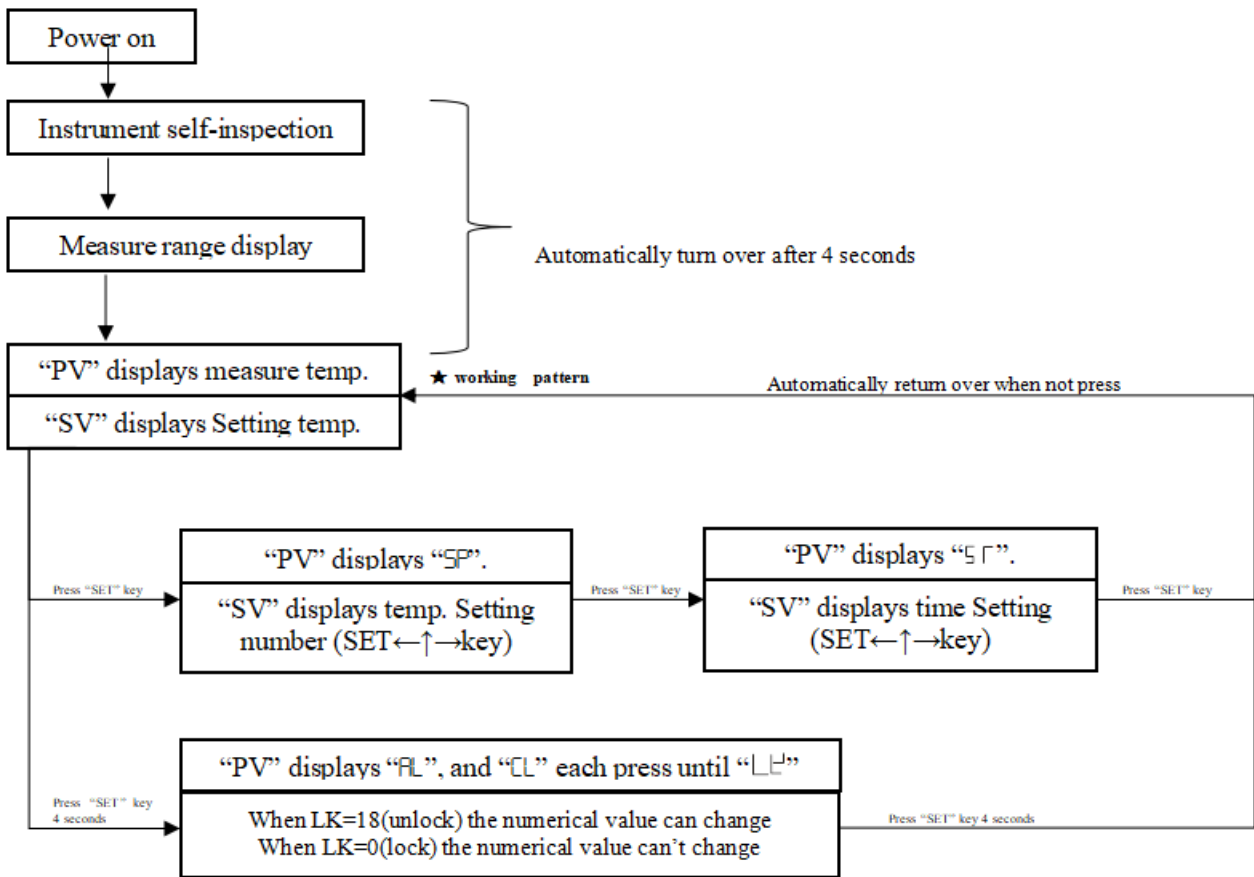 Power on
Instrument self-inspection
Measure range display
Automatically turn over after 4 seconds
“PV” displays measure temp.
★ working pattern
Automatically return over when not press
“SV” displays Setting temp.
“PV” displays “SP”.
“PV” displays “5Γ”.
Press “SET” key
“SV” displays temp. Setting
number (SET←↑→key)
Press “SET” key
“SV” displays time Setting
(SET←↑→key)
Press “SET” key
“PV” displays “AL”, and “CL” each press until “LK”
Press “SET” key
4 seconds
When LK=18(unlock) the numerical value can change
When LK=0(lock) the numerical value can’t change
Press “SET” key 4 seconds